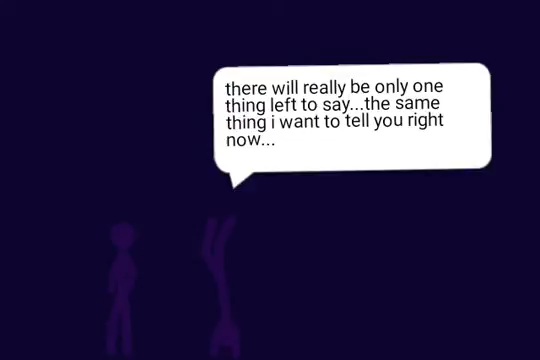 there will really be only one
thing left to say...the same
thing i want to tell you right
now...